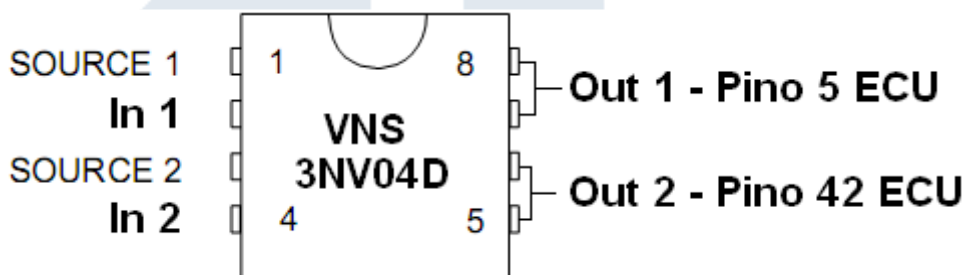 SOURCE 1
In 1
SOURCE 2
In 2
1
8
4
5
VNS
3NV04D
Out 1 - Pino 5 ECU
Out 2 - Pino 42 ECU